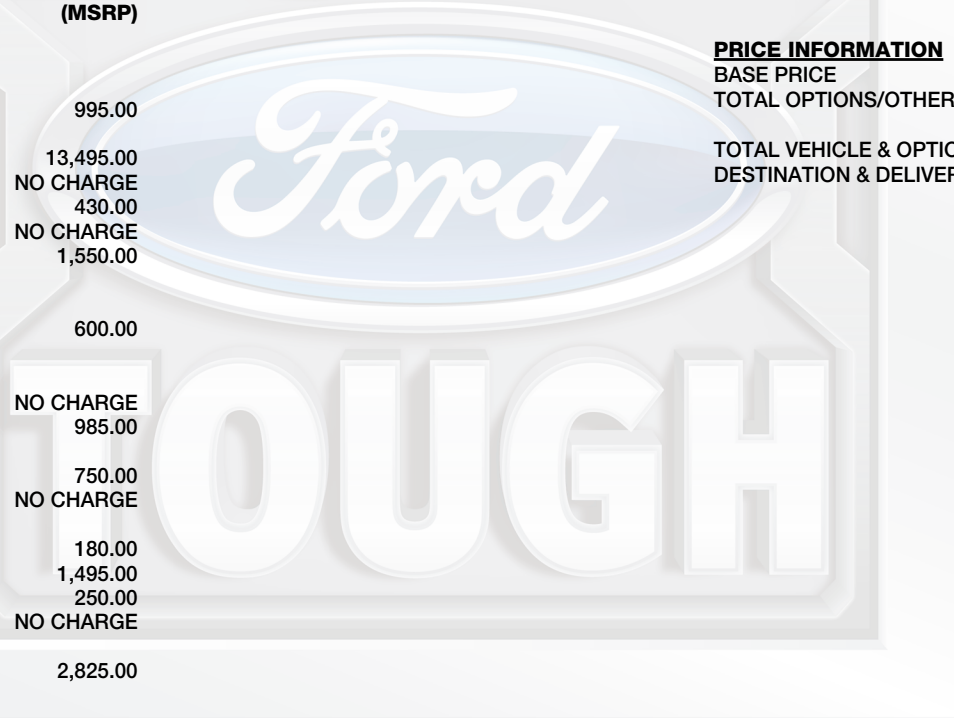 (MSRP)
995.00
13,495.00
NO CHARGE
430.00
NO CHARGE
1,550.00
600.00
NO CHARGE
985.00
750.00
NO CHARGE
180.00
1,495.00
250.00
NO CHARGE
2,825.00
PRICE INFORMATION
BASE PRICE
TOTAL OPTIONS/OTHER
TOTAL VEHICLE & OPTIO
DESTINATION & DELIVER
Ford
TOUGH